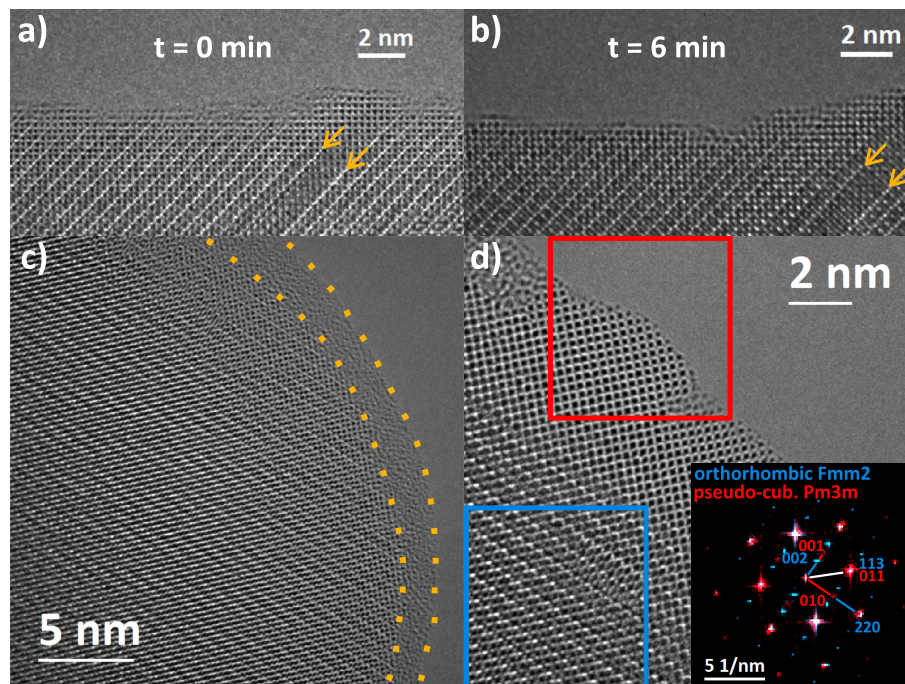 a)
t = 0 min
2 nm
b)
t = 6 min
2 nm
c)
5 nm
d)
2 nm
orthorhombic Fmm2
pseudo-cub. Pm3m
001
002
113
011
010
220
5 1/nm